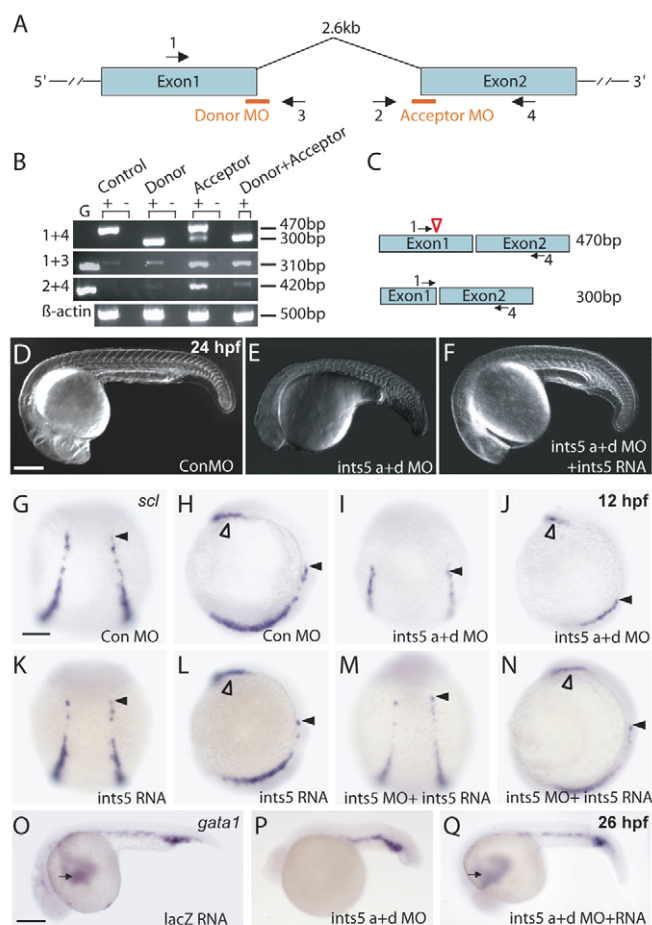 A
2.6kb
1
5' Exon1 Exon2 3'
Donor MO 3 2 Acceptor MO 4
B
Control Donor Acceptor Donor+Acceptor
G + - + - + - +
1+4 470bp
300bp
1+3 310bp
2+4 420bp
ß-actin 500bp
C
1
Exon1 Exon2 470bp
4
1
Exon1 Exon2 300bp
4
D 24 hpf
ConMO
E
ints5 a+d MO
F
ints5 a+d MO
+ints5 RNA
G scl
Con MO
H
Con MO
I
ints5 a+d MO
J 12 hpf
ints5 a+d MO
K
ints5 RNA
L
ints5 RNA
M
ints5 MO+ ints5 RNA
N
ints5 MO+ ints5 RNA
O gata1
lacZ RNA
P
ints5 a+d MO
Q 26 hpf
ints5 a+d MO+RNA